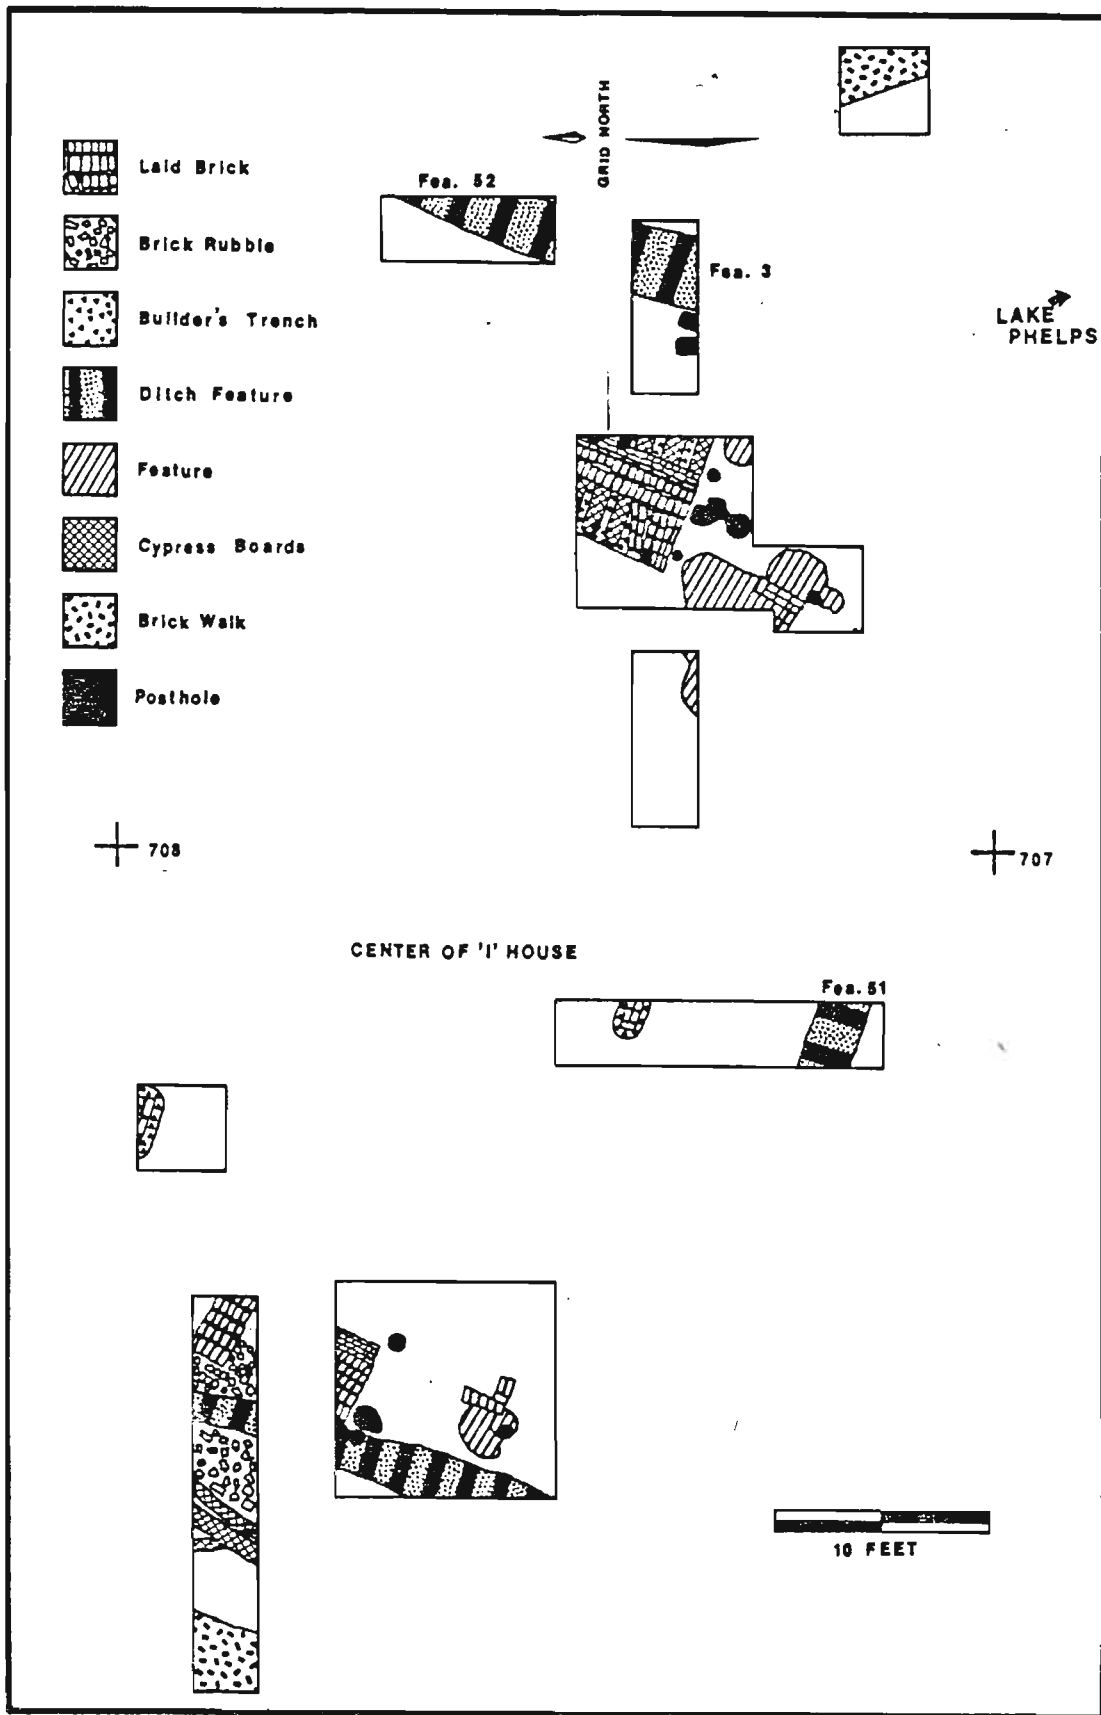 GRID NORTH
Laid Brick
Brick Rubble
Builder's Trench
Ditch Feature
Feature
Cypress Boards
Brick Walk
Posthole
Fea. 52
Fea. 3
LAKE
PHELPS
708
707
CENTER OF 'I' HOUSE
Fea. 51
10 FEET